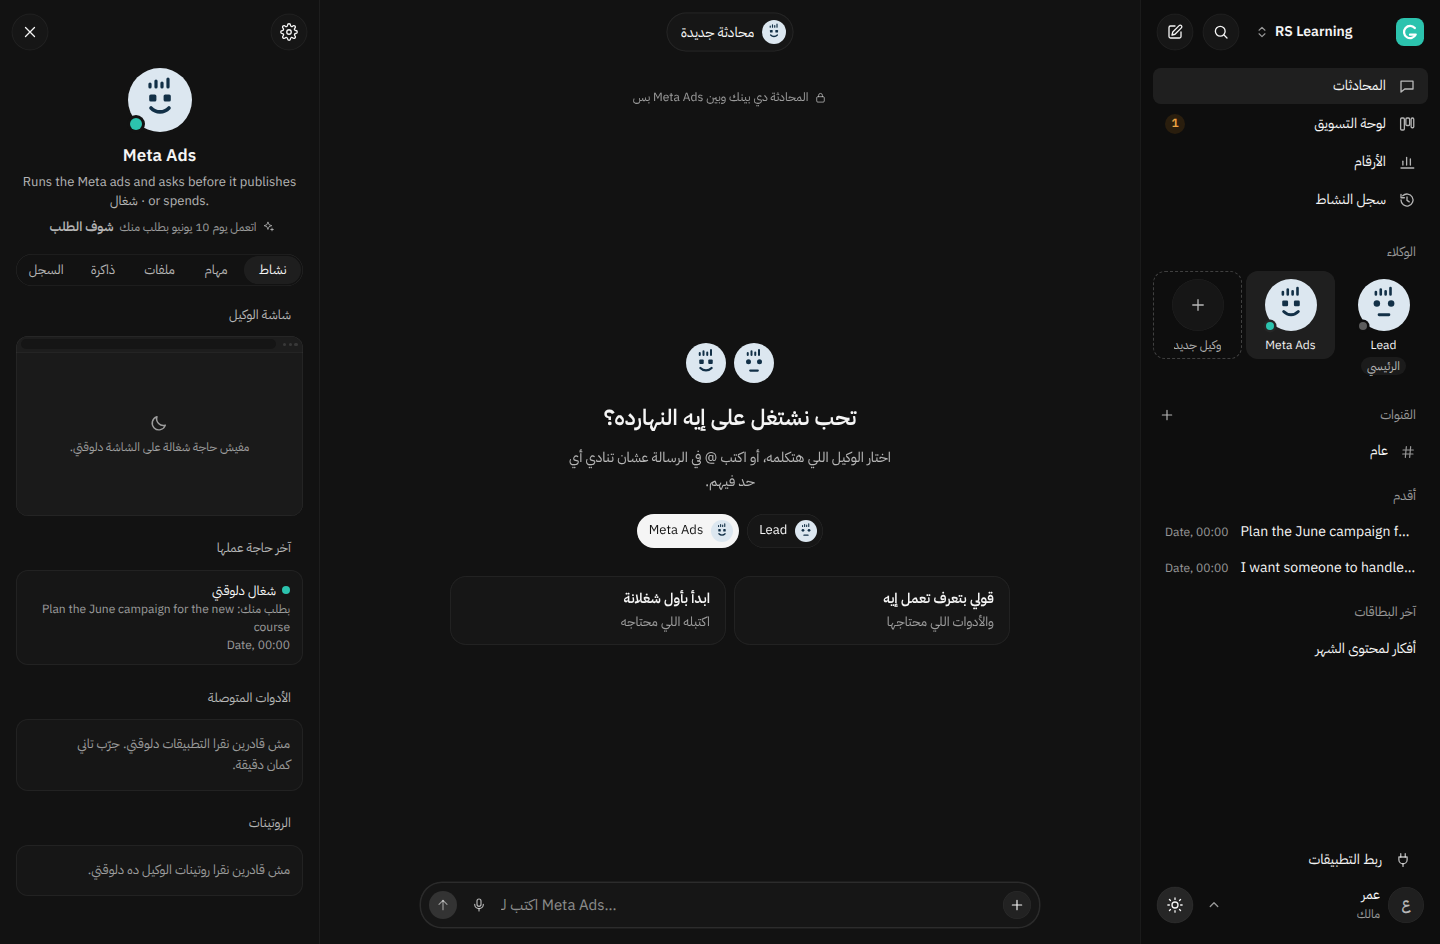 RS Learning
المحادثات
لوحة التسويق
1
الأرقام
سجل النشاط
الوكلاء
Lead
الرئيسي
Meta Ads
وكيل جديد
القنوات
عام
أقدم
Plan the June campaign f...
Date, 00:00
I want someone to handle...
Date, 00:00
آخر البطاقات
أفكار لمحتوى الشهر
ربط التطبيقات
ع
عمر
مالك
محادثة جديدة
المحادثة دي بينك وبين Meta Ads بس
تحب نشتغل على إيه النهارده؟
اختار الوكيل اللي هتكلمه، أو اكتب @ في الرسالة عشان تنادي أي
حد فيهم.
Lead
Meta Ads
قولي بتعرف تعمل إيه
والأدوات اللي محتاجها
ابدأ بأول شغلانة
اكتبله اللي محتاجه
اكتب لـ Meta Ads...
Meta Ads
Runs the Meta ads and asks before it publishes
or spends. · شغال
اتعمل يوم 10 يونيو بطلب منك
شوف الطلب
نشاط
مهام
ملفات
ذاكرة
السجل
شاشة الوكيل
مفيش حاجة شغالة على الشاشة دلوقتي.
آخر حاجة عملها
شغال دلوقتي
بطلب منك: Plan the June campaign for the new
course
Date, 00:00
الأدوات المتوصلة
مش قادرين نقرا التطبيقات دلوقتي. جرّب تاني
كمان دقيقة.
الروتينات
مش قادرين نقرا روتينات الوكيل ده دلوقتي.